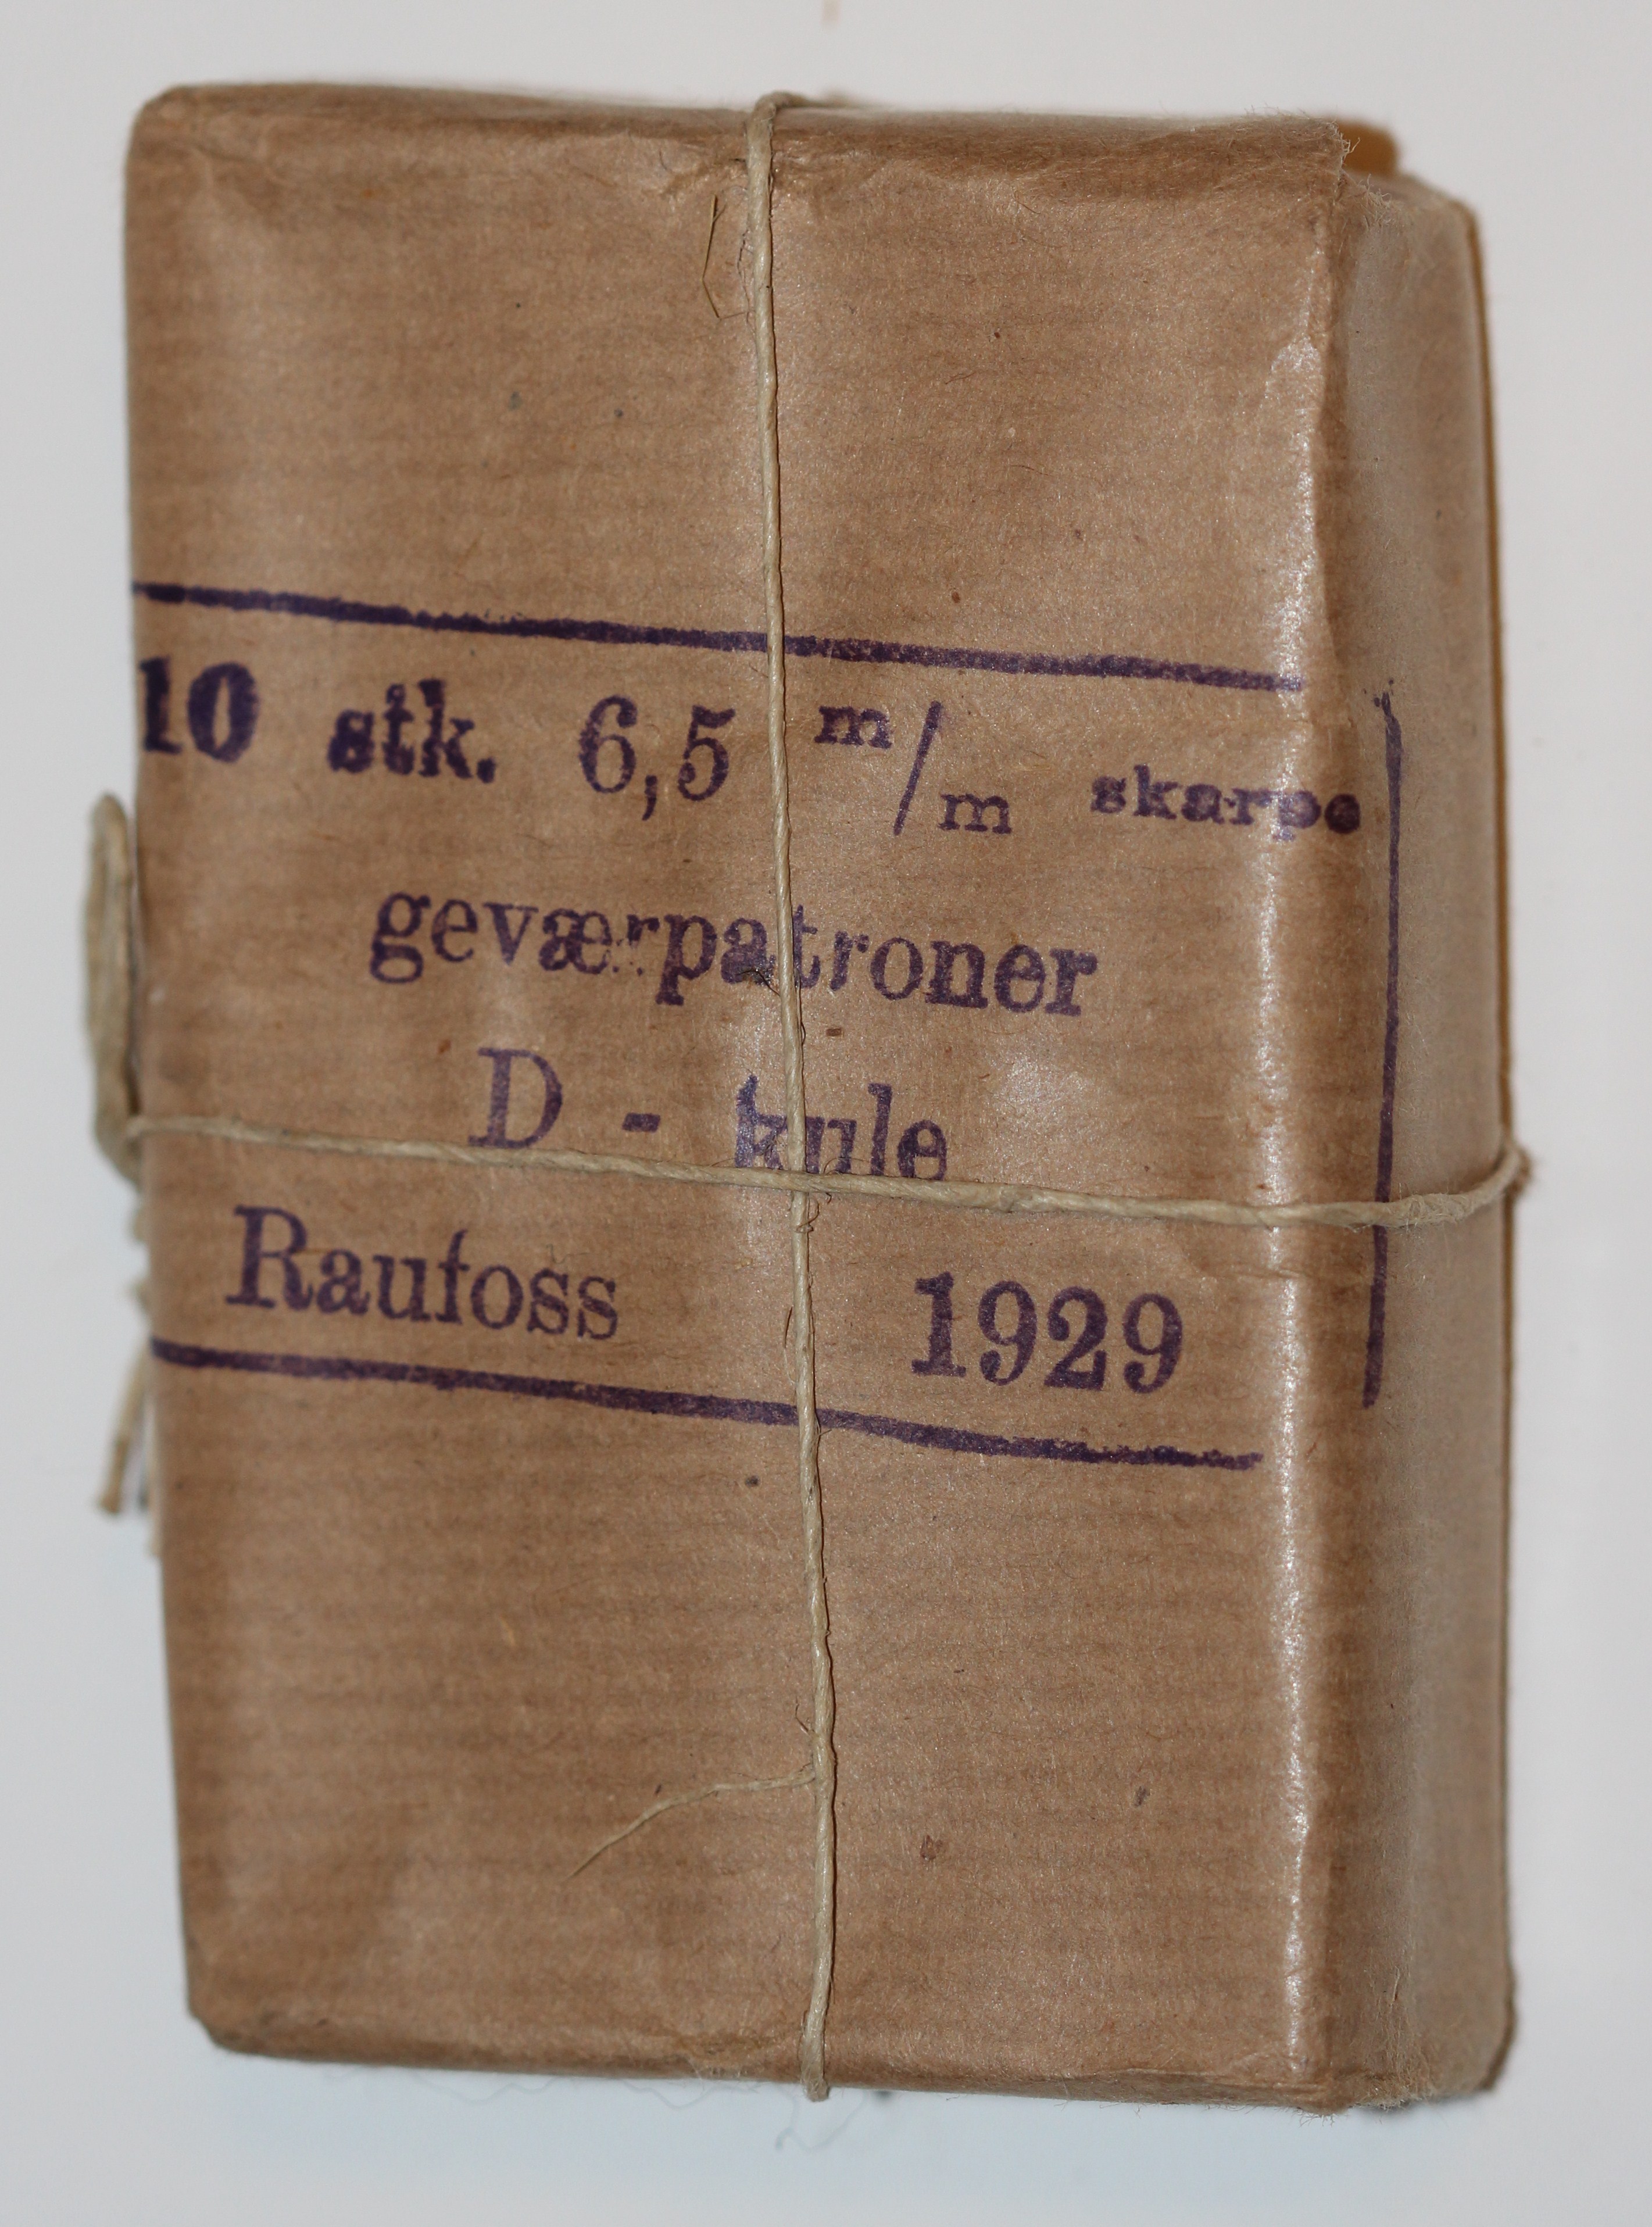 10 stk. 6,5 m/m skarpe
geværpatroner
D - kule
Raufoss 1929